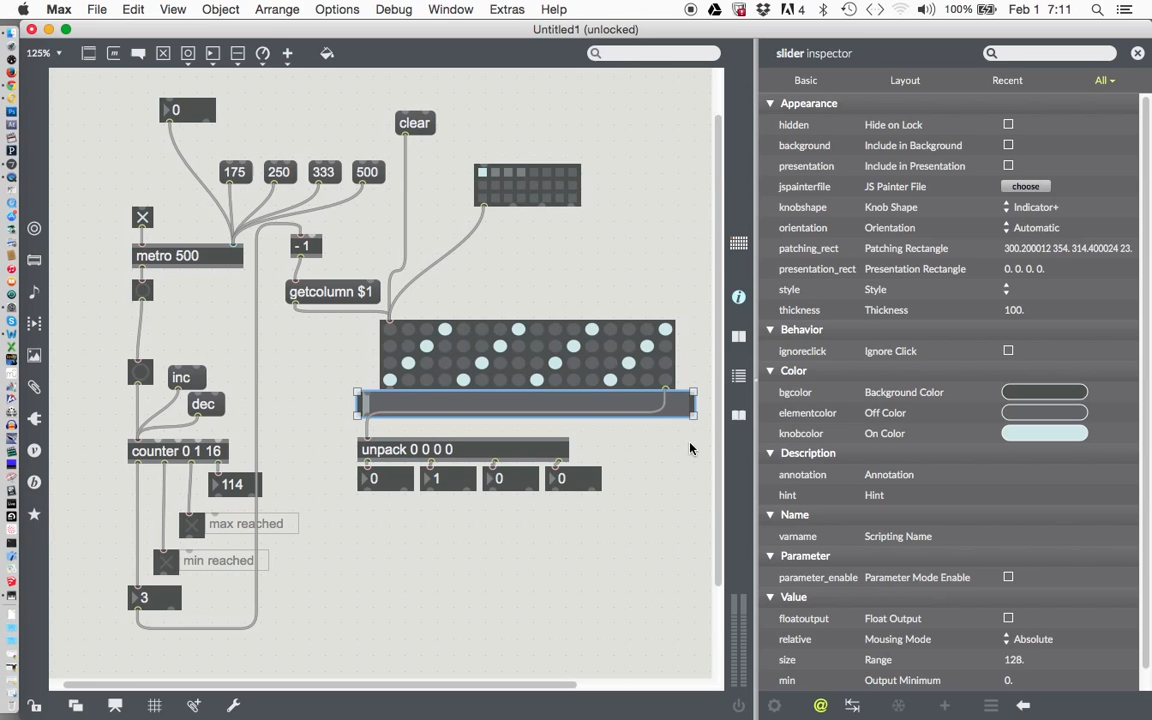 Max File Edit View Object Arrange Options Debug Window Extras Help 4 100% Feb 1 7:11
Untitled1 (unlocked)
125%
0
clear
175 250 333 500
metro 500
- 1
getcolumn $1
inc
dec
counter 0 1 16
114
max reached
min reached
3
unpack 0 0 0 0
0 1 0 0
slider inspector
Basic Layout Recent All
Appearance
hidden Hide on Lock
background Include in Background
presentation Include in Presentation
jspainterfile JS Painter File choose
knobshape Knob Shape Indicator+
orientation Orientation Automatic
patching_rect Patching Rectangle 300.200012 354. 314.400024 23.
presentation_rect Presentation Rectangle 0. 0. 0. 0.
style Style
thickness Thickness 100.
Behavior
ignoreclick Ignore Click
Color
bgcolor Background Color
elementcolor Off Color
knobcolor On Color
Description
annotation Annotation
hint Hint
Name
varname Scripting Name
Parameter
parameter_enable Parameter Mode Enable
Value
floatoutput Float Output
relative Mousing Mode Absolute
size Range 128.
min Output Minimum 0.